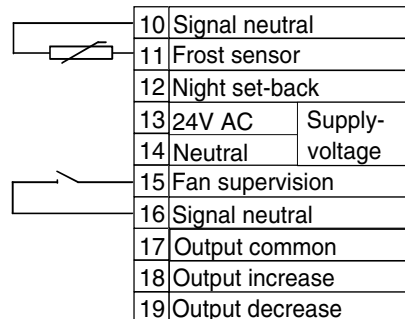 10 Signal neutral
11 Frost sensor
12 Night set-back
13 24V AC Supply-
14 Neutral voltage
15 Fan supervision
16 Signal neutral
17 Output common
18 Output increase
19 Output decrease